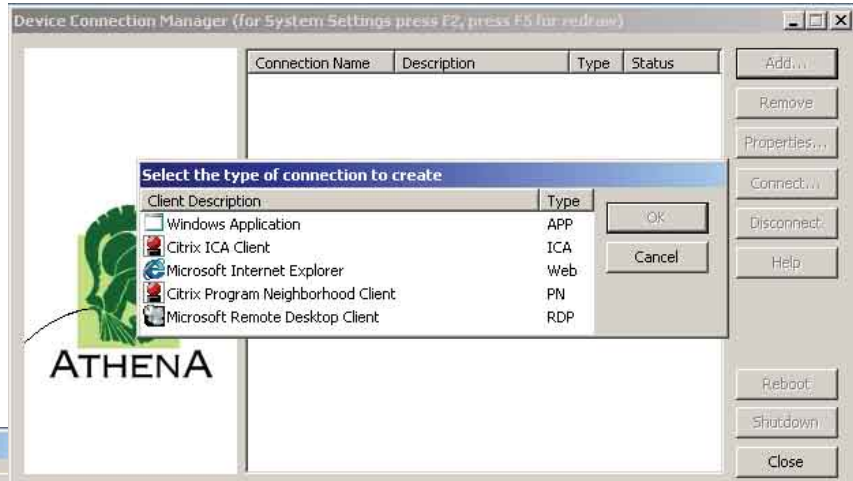 Device Connection Manager (for System Settings press F2, press F5 for redraw)
Connection Name Description Type Status
Add...
Remove
Properties...
Connect...
Disconnect
Help
Reboot
Shutdown
Close
Select the type of connection to create
Client Description Type
Windows Application APP
Citrix ICA Client ICA
Microsoft Internet Explorer Web
Citrix Program Neighborhood Client PN
Microsoft Remote Desktop Client RDP
OK
Cancel
ATHENA